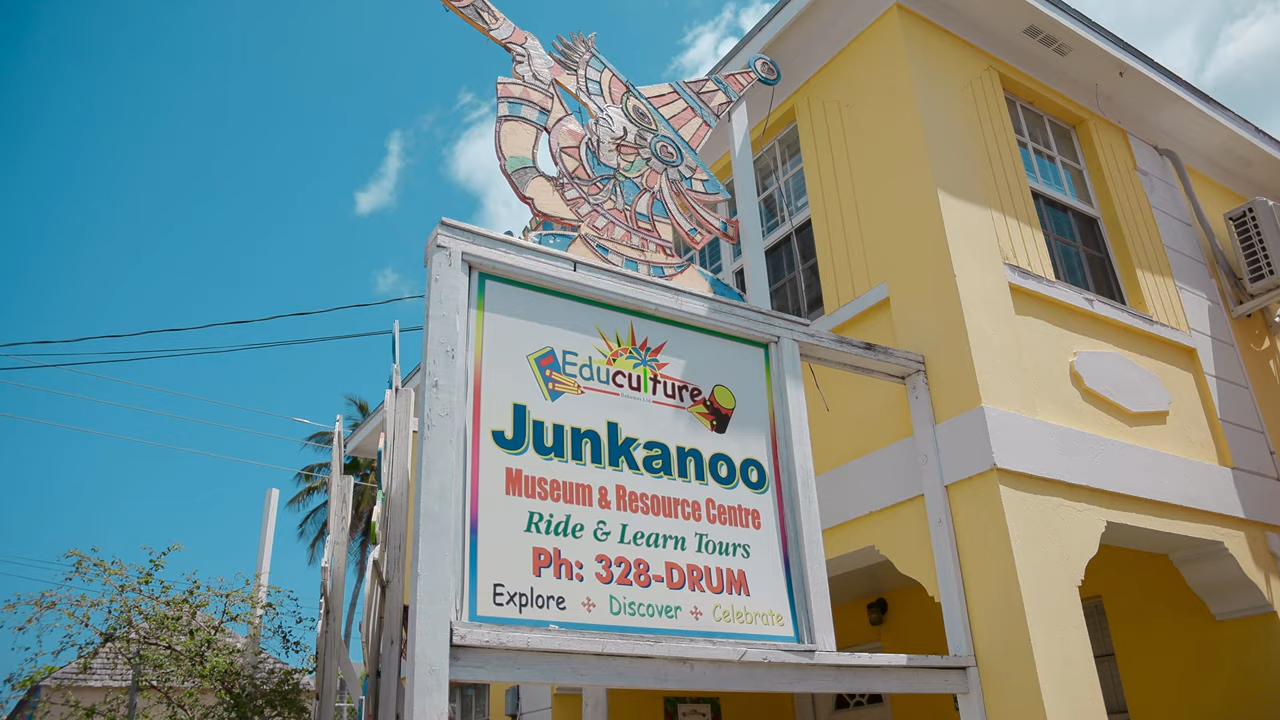 Educulture
Bahamas Ltd.
Junkanoo
Museum & Resource Centre
Ride & Learn Tours
Ph: 328-DRUM
Explore Discover Celebrate